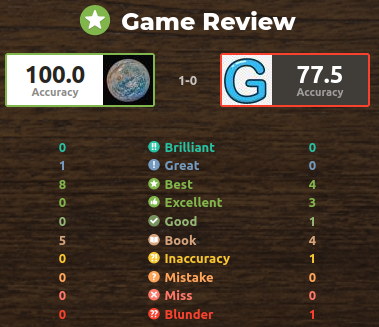 Game Review
100.0 Accuracy 1-0 G 77.5 Accuracy
0 !! Brilliant 0
1 ! Great 0
8 Best 4
0 Excellent 3
0 Good 1
5 Book 4
0 ?! Inaccuracy 1
0 ? Mistake 0
0 Miss 0
0 ?? Blunder 1